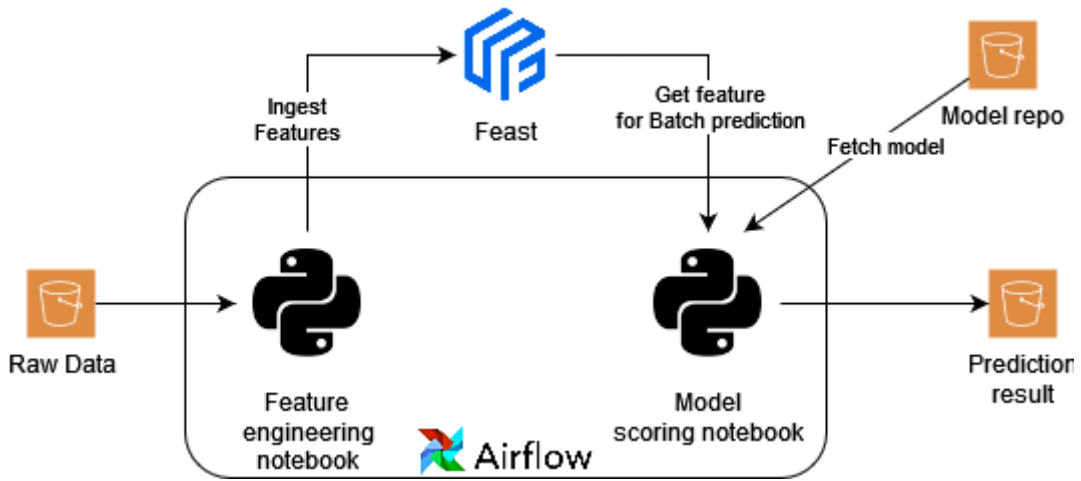 Ingest
Features
Feast
Get feature
for Batch prediction
Model repo
Fetch model
Raw Data
Feature
engineering
notebook
Airflow
Model
scoring notebook
Prediction
result